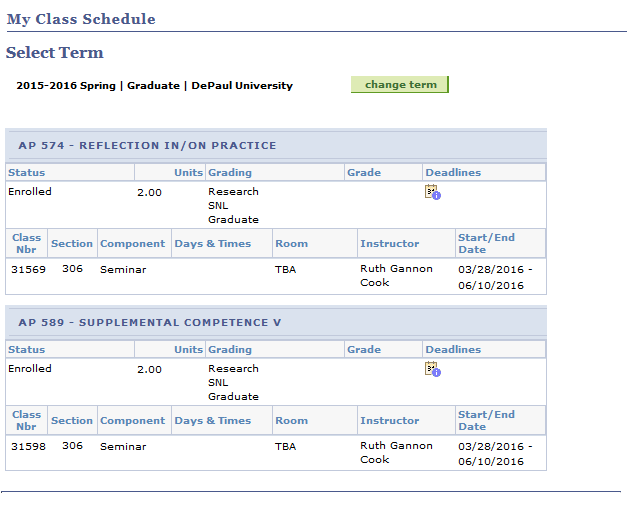 My Class Schedule
Select Term
2015-2016 Spring | Graduate | DePaul University
change term
AP 574 - REFLECTION IN/ON PRACTICE
Status Units Grading Grade Deadlines
Enrolled 2.00 Research
SNL
Graduate
Class Nbr Section Component Days & Times Room Instructor Start/End Date
31569 306 Seminar TBA Ruth Gannon Cook 03/28/2016 - 06/10/2016
AP 589 - SUPPLEMENTAL COMPETENCE V
Status Units Grading Grade Deadlines
Enrolled 2.00 Research
SNL
Graduate
Class Nbr Section Component Days & Times Room Instructor Start/End Date
31598 306 Seminar TBA Ruth Gannon Cook 03/28/2016 - 06/10/2016